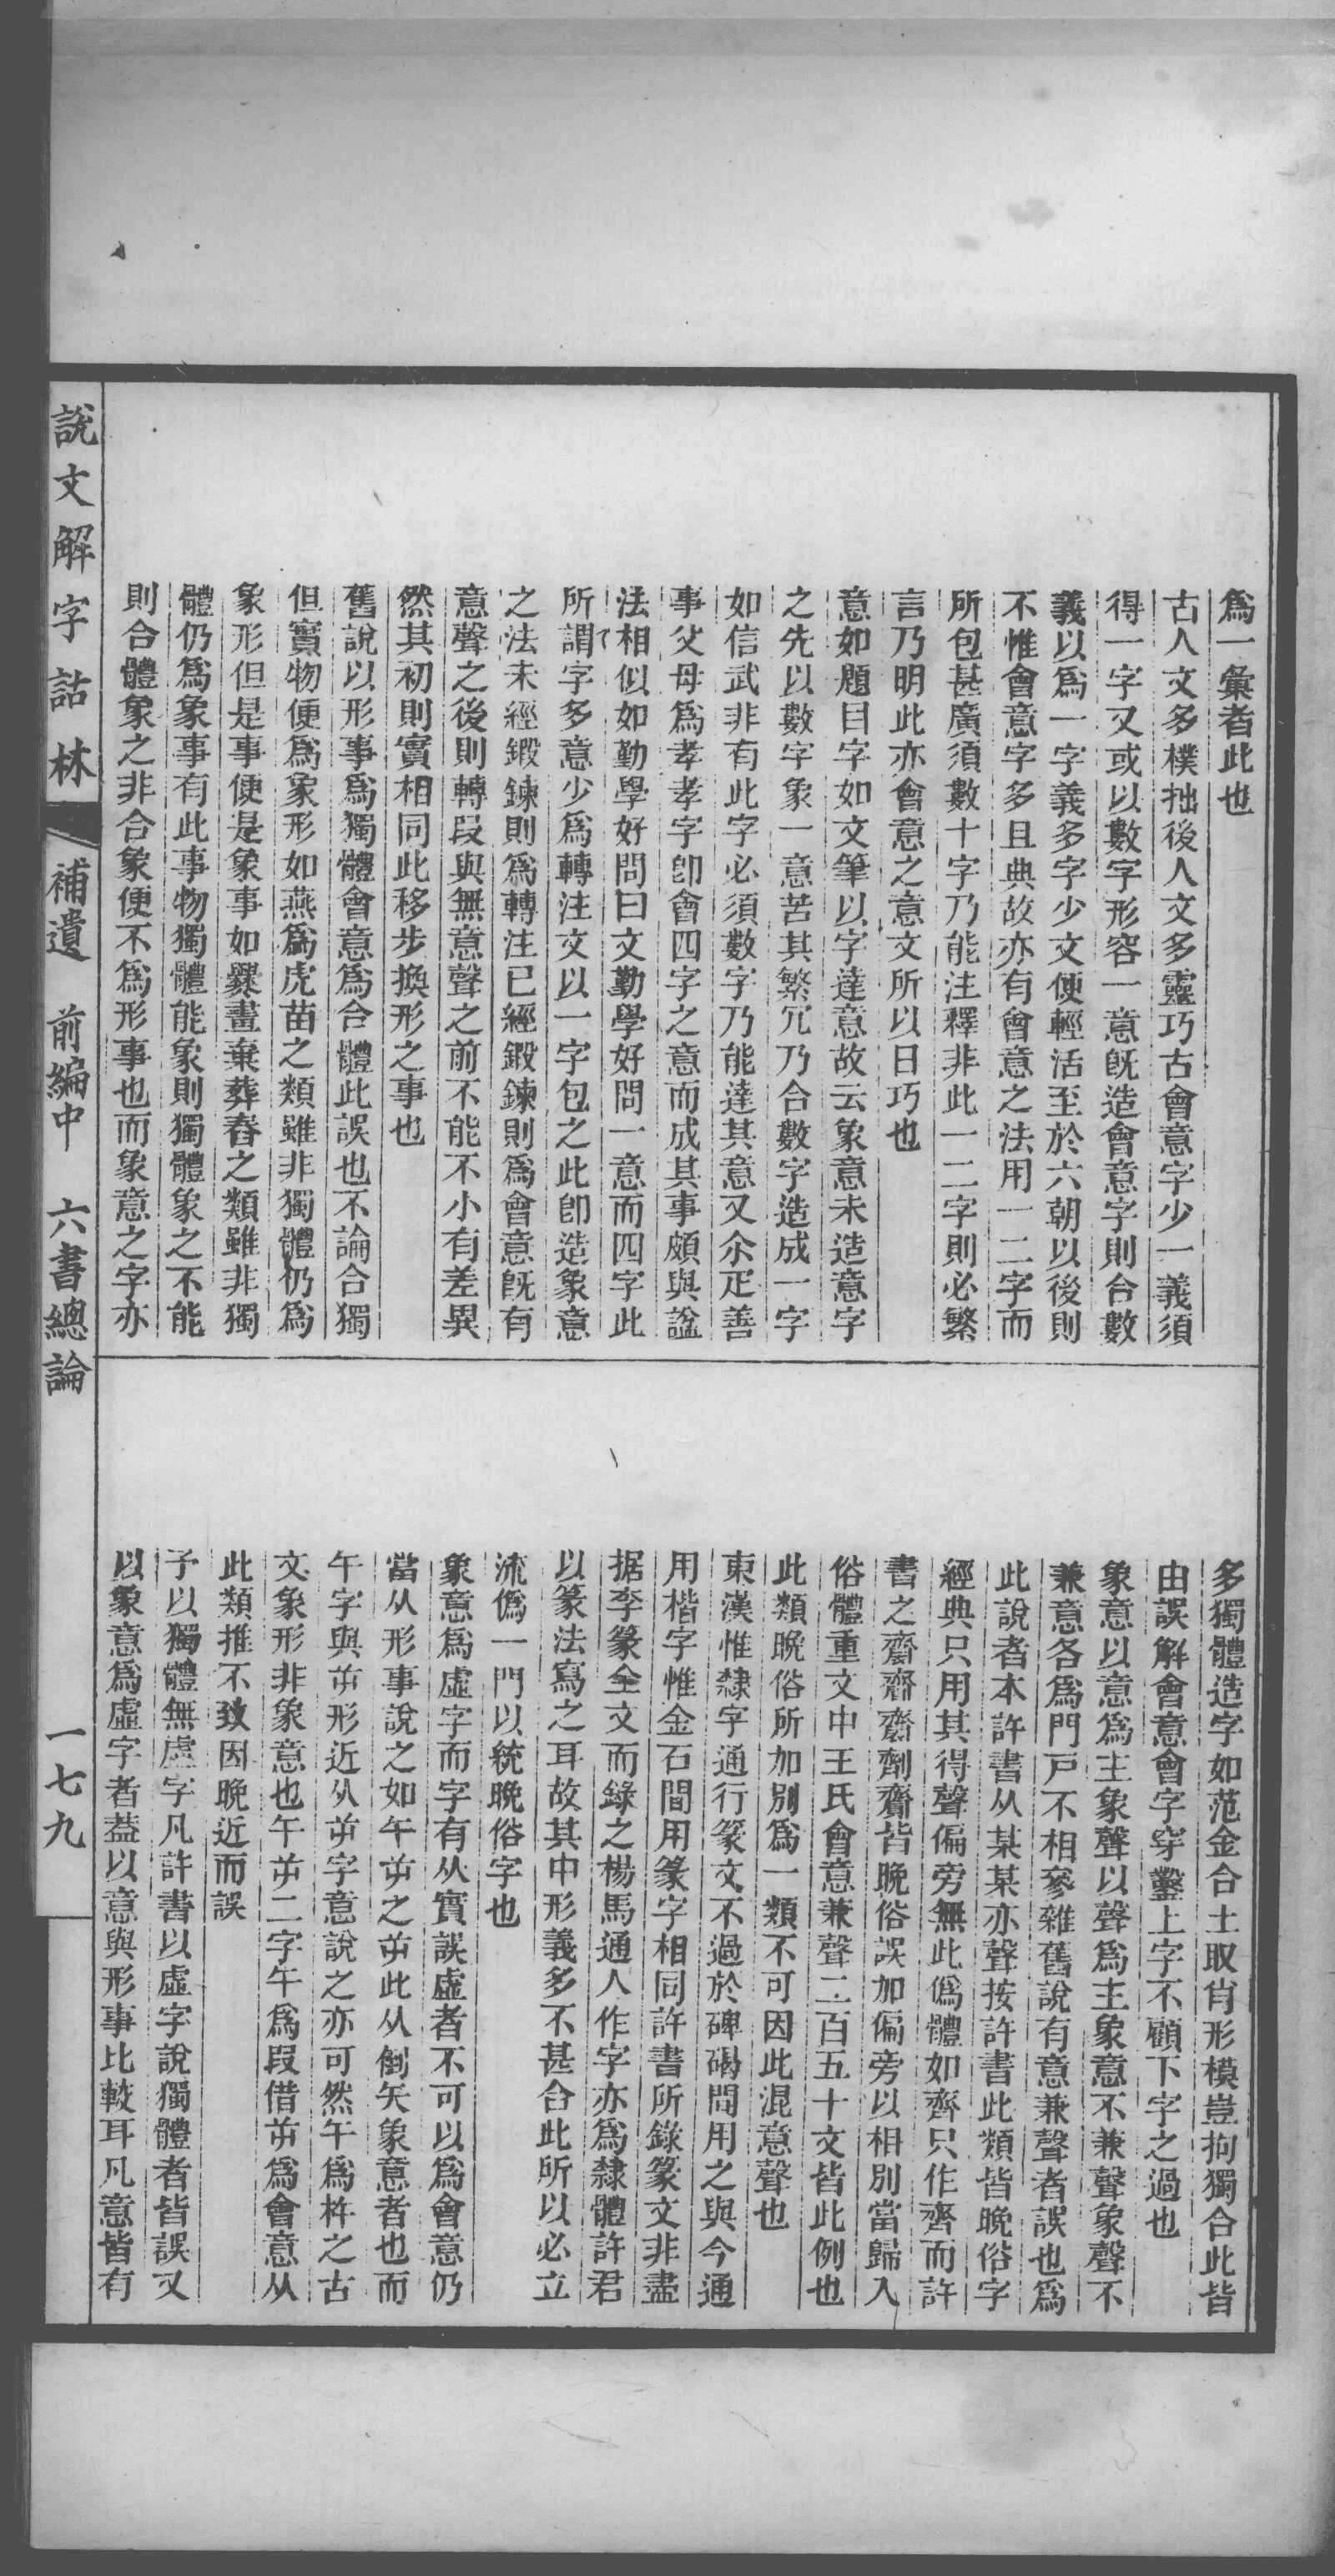 爲一彙者此也
古人文多樸拙後人文多靈巧古會意字少一義須
得一字又或以數字形容一意旣造會意字則合數
義以爲一字義多字少文便輕活至於六朝以後則
不惟會意字多且典故亦有會意之法用一二字而
所包甚廣須數十字乃能注釋非此一二字則必繁
言乃明此亦會意之意文所以日巧也
意如題目字如文筆以字達意故云象意未造意字
之先以數字象一意苦其繁冗乃合數字造成一字
如信武非有此字必須數字乃能達其意又尒疋善
事父母爲孝孝字卽會四字之意而成其事頗與諡
法相似如勤學好問曰文勤學好問一意而四字此
所謂字多意少爲轉注文以一字包之此卽造象意
之法未經鍛鍊則爲轉注已經鍛鍊則爲會意旣有
意聲之後則轉叚與無意聲之前不能不小有差異
然其初則實相同此移步換形之事也
舊說以形事爲獨體會意爲合體此誤也不論合獨
但實物便爲象形如燕爲虎苗之類雖非獨體仍爲
象形但是事便是象事如爨畫棄葬舂之類雖非獨
體仍爲象事有此事物獨體能象則獨體象之不能
則合體象之非合象便不爲形事也而象意之字亦
多獨體造字如范金合土取肖形模豈拘獨合此皆
由誤解會意會字穿鑿上字不顧下字之過也
象意以意爲主象聲以聲爲主象意不兼聲象聲不
兼意各爲門戶不相參雜舊說有意兼聲者誤也爲
此說者本許書从某某亦聲按許書此類皆晚俗字
經典只用其得聲偏旁無此僞體如齊只作齊而許
書之齋齌齋劑齎皆晚俗誤加偏旁以相別當歸入
俗體重文中王氏會意兼聲二百五十文皆此例也
此類晚俗所加別爲一類不可因此混意聲也
東漢惟隸字通行篆文不過於碑碣間用之與今通
用楷字惟金石間用篆字相同許書所錄篆文非盡
据李篆全文而錄之楊馬通人作字亦爲隸體許君
以篆法寫之耳故其中形義多不甚合此所以必立
流僞一門以統晚俗字也
象意爲虛字而字有从實誤虛者不可以爲會意仍
當从形事說之如午屰之屰此从倒矢象意者也而
午字與屰形近从屰字意說之亦可然午爲杵之古
文象形非象意也午屰二字午爲叚借屰爲會意从
此類推不致因晚近而誤
予以獨體無虛字凡許書以虛字說獨體者皆誤又
以象意爲虛字者葢以意與形事比較耳凡意皆有
說文解字詁林 補遺 前編中 六書總論 一七九